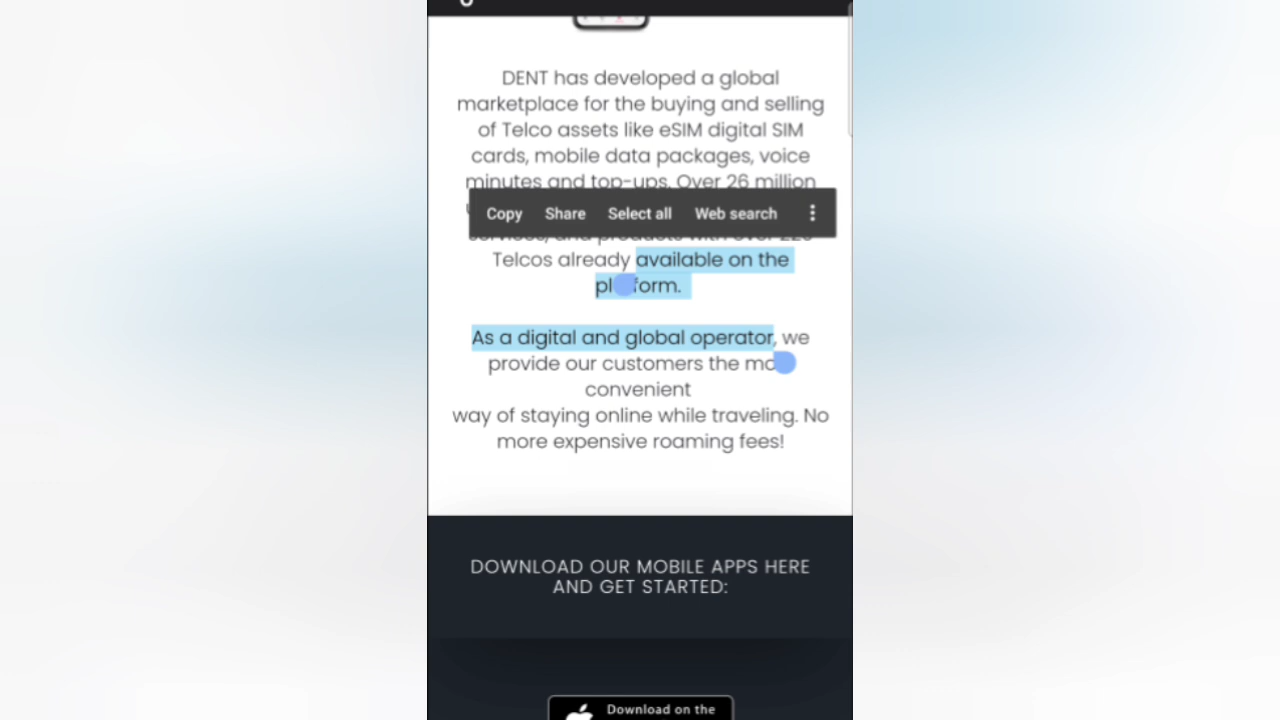 DENT has developed a global
marketplace for the buying and selling
of Telco assets like eSIM digital SIM
cards, mobile data packages, voice
minutes and top-ups. Over 26 million
Copy Share Select all Web search
Telcos already available on the
platform.
As a digital and global operator, we
provide our customers the
convenient
way of staying online while traveling. No
more expensive roaming fees!
DOWNLOAD OUR MOBILE APPS HERE
AND GET STARTED:
Download on the